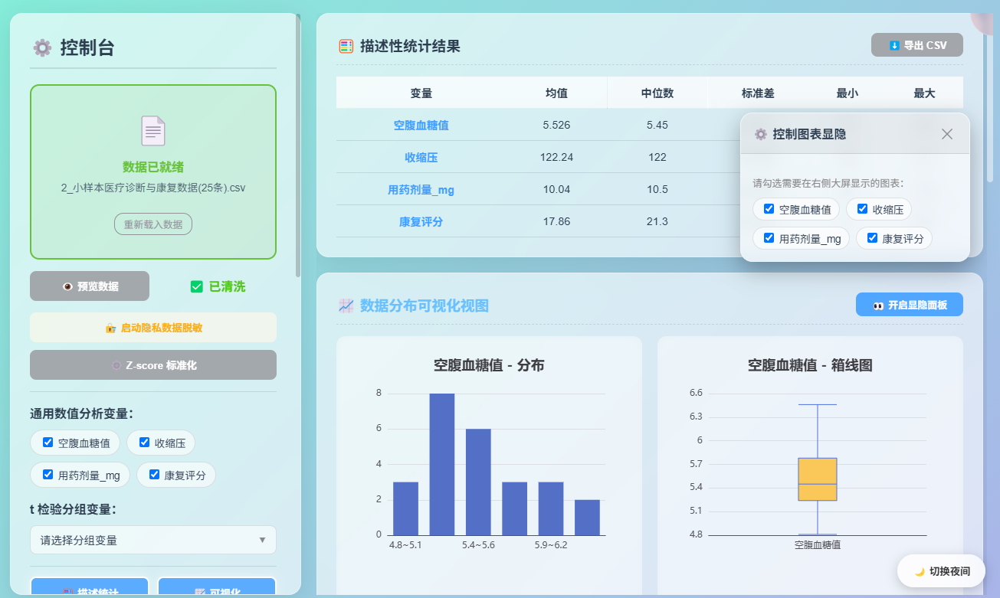 控制台
数据已就绪
2_小样本医疗诊断与康复数据(25条).csv
重新载入数据
预览数据
已清洗
启动隐私数据脱敏
Z-score 标准化
通用数值分析变量：
空腹血糖值
收缩压
用药剂量_mg
康复评分
t 检验分组变量：
请选择分组变量
描述统计
可视化
描述性统计结果
导出 CSV
变量 均值 中位数 标准差 最小 最大
空腹血糖值 5.526 5.45
收缩压 122.24 122
用药剂量_mg 10.04 10.5
康复评分 17.86 21.3
控制图表显隐
请勾选需要在右侧大屏显示的图表：
空腹血糖值
收缩压
用药剂量_mg
康复评分
数据分布可视化视图
开启显隐面板
空腹血糖值 - 分布
8
6
4
2
0
4.8~5.1 5.4~5.6 5.9~6.2
空腹血糖值 - 箱线图
6.6
6.3
6
5.7
5.4
5.1
4.8
空腹血糖值
切换夜间